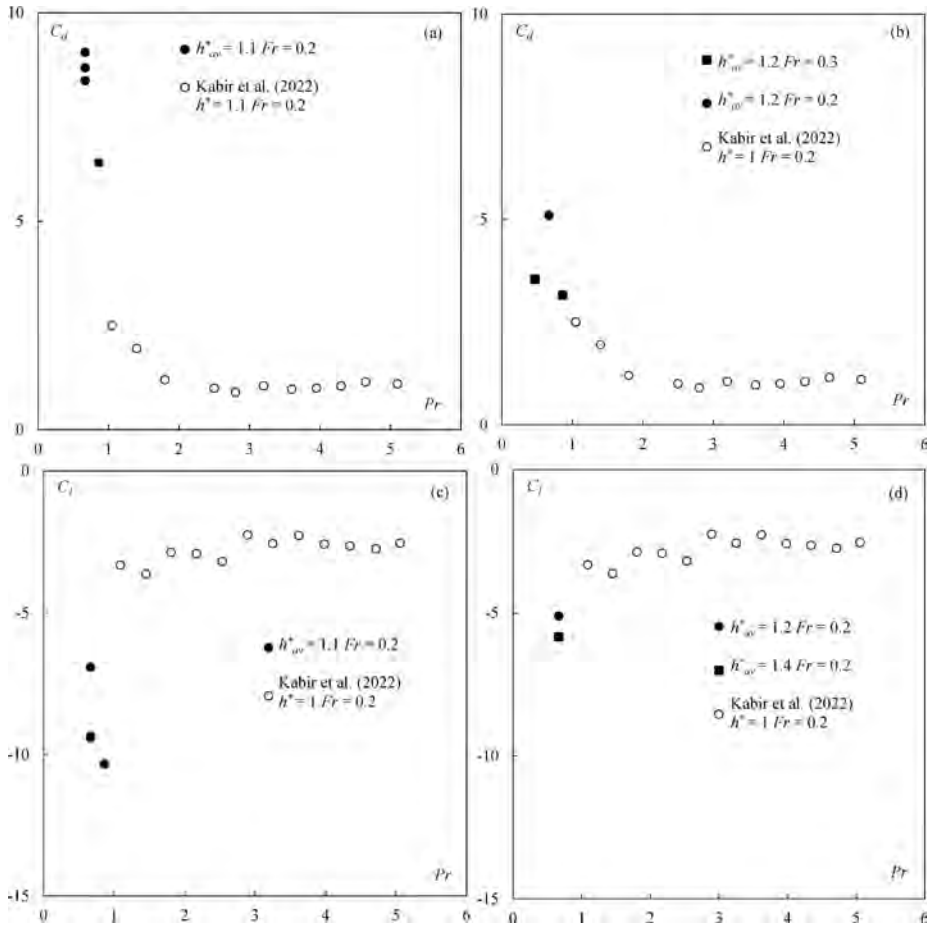 10
C_d
(a)
h*_av = 1.1 Fr = 0.2
Kabir et al. (2022)
h* = 1.1 Fr = 0.2
5
0
Pr
0 1 2 3 4 5 6
10
C_d
(b)
h*_av = 1.2 Fr = 0.3
h*_av = 1.2 Fr = 0.2
Kabir et al. (2022)
h* = 1 Fr = 0.2
5
0
Pr
0 1 2 3 4 5 6
0
C_l
(c)
-5
h*_av = 1.1 Fr = 0.2
Kabir et al. (2022)
h* = 1 Fr = 0.2
-10
Pr
-15
0 1 2 3 4 5 6
0
C_l
(d)
-5
h*_av = 1.2 Fr = 0.2
h*_av = 1.4 Fr = 0.2
Kabir et al. (2022)
h* = 1 Fr = 0.2
-10
Pr
-15
0 1 2 3 4 5 6